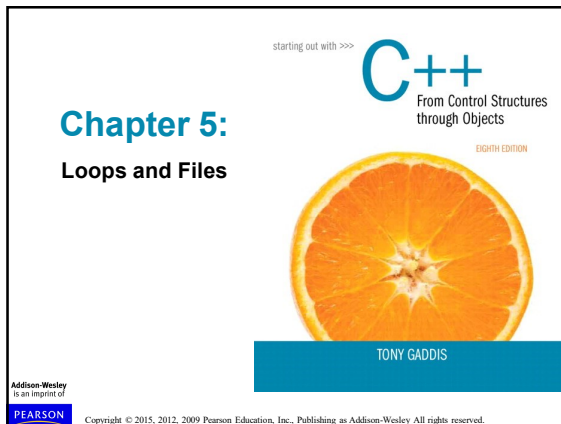 starting out with >>>
C++
From Control Structures
through Objects
EIGHTH EDITION
Chapter 5:
Loops and Files
TONY GADDIS
Addison-Wesley
is an imprint of
PEARSON
Copyright © 2015, 2012, 2009 Pearson Education, Inc., Publishing as Addison-Wesley All rights reserved.